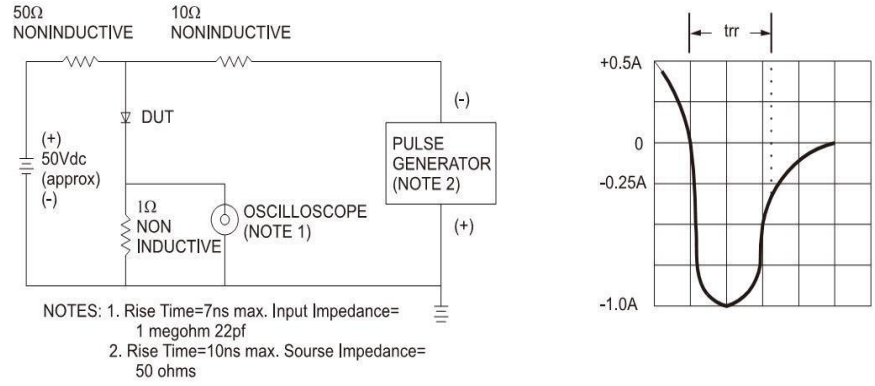 50Ω
NONINDUCTIVE
10Ω
NONINDUCTIVE
DUT
(+)
50Vdc
(approx)
(-)
1Ω
NON
INDUCTIVE
OSCILLOSCOPE
(NOTE 1)
(-)
PULSE
GENERATOR
(NOTE 2)
(+)
NOTES: 1. Rise Time=7ns max. Input Impedance=
1 megohm 22pf
2. Rise Time=10ns max. Sourse Impedance=
50 ohms
trr
+0.5A
0
-0.25A
-1.0A